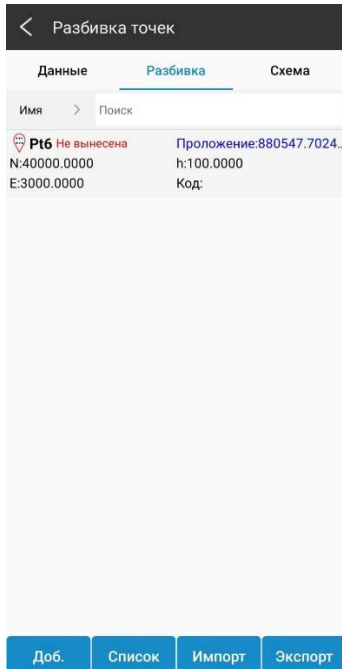 Разбивка точек
Данные Разбивка Схема
Имя > Поиск
Pt6 Не вынесена Проложение:880547.7024..
N:40000.0000 h:100.0000
E:3000.0000 Код:
Доб. Список Импорт Экспорт